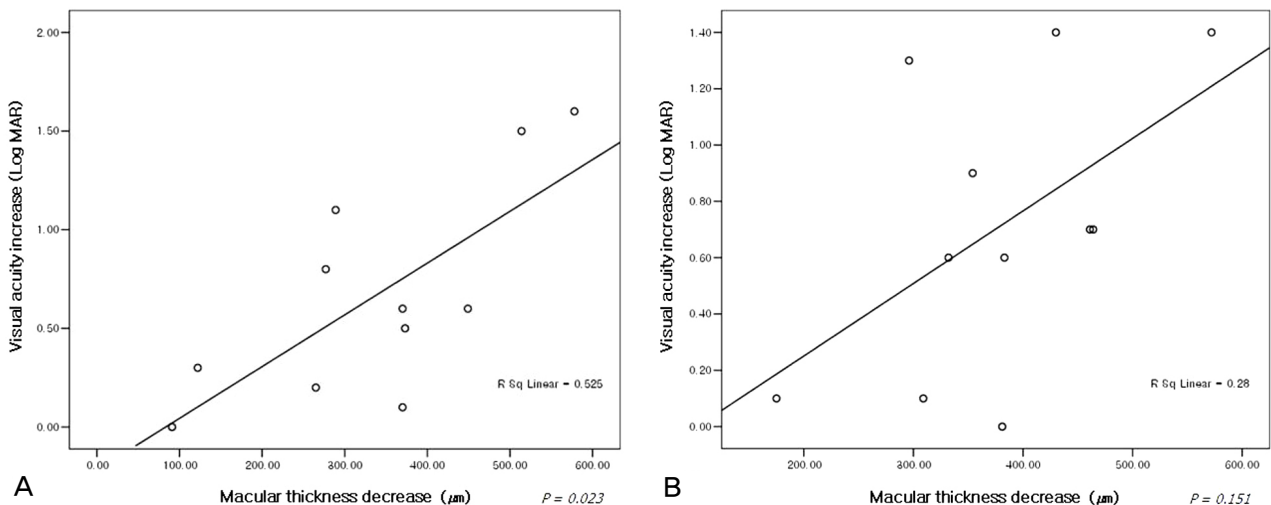 Visual acuity increase (Log MAR)
2.00
1.50
1.00
0.50
0.00
R Sq Linear = 0.525
0.00 100.00 200.00 300.00 400.00 500.00 600.00
Macular thickness decrease (μm)
P = 0.023
A
Visual acuity increase (Log MAR)
1.40
1.20
1.00
0.80
0.60
0.40
0.20
0.00
R Sq Linear = 0.28
200.00 300.00 400.00 500.00 600.00
Macular thickness decrease (μm)
P = 0.151
B